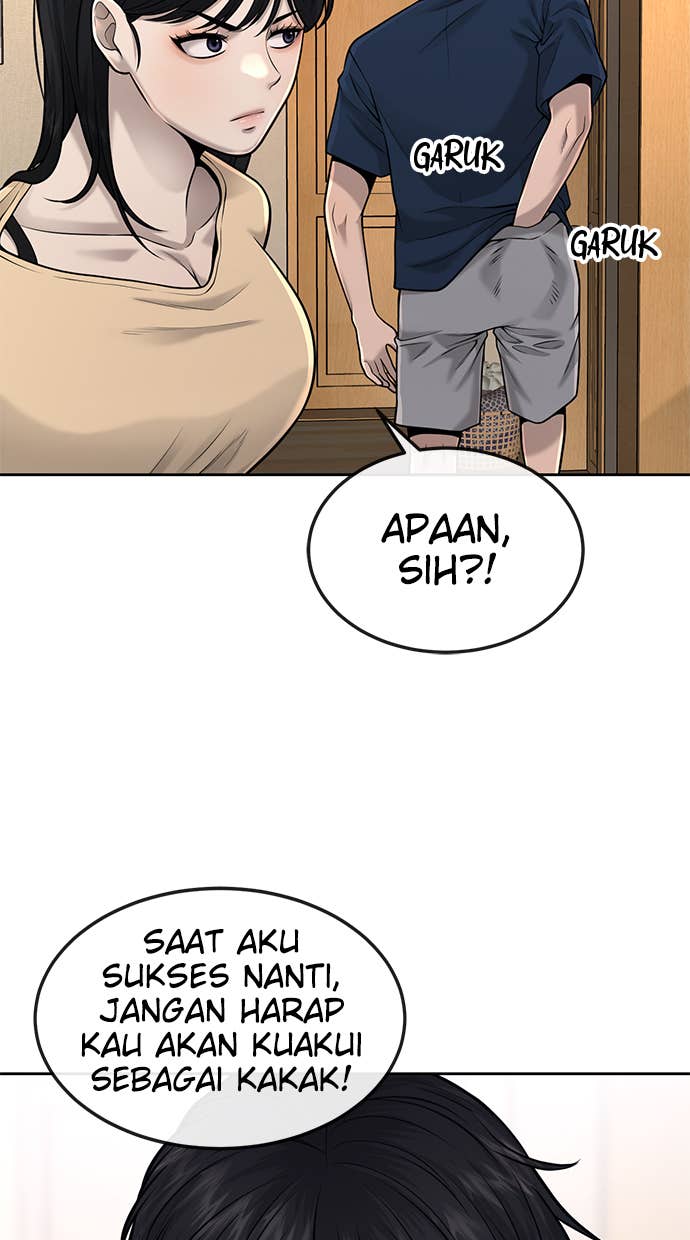 GARUK
GARUK
APAAN,
SIH?!
SAAT AKU
SUKSES NANTI,
JANGAN HARAP
KAU AKAN KUAKUI
SEBAGAI KAKAK!